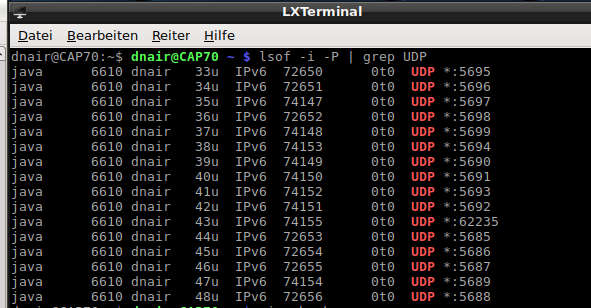 LXTerminal
Datei Bearbeiten Reiter Hilfe
dnair@CAP70:~$ dnair@CAP70 ~ $ lsof -i -P | grep UDP
java 6610 dnair 33u IPv6 72650 0t0 UDP *:5695
java 6610 dnair 34u IPv6 72651 0t0 UDP *:5696
java 6610 dnair 35u IPv6 74147 0t0 UDP *:5697
java 6610 dnair 36u IPv6 72652 0t0 UDP *:5698
java 6610 dnair 37u IPv6 74148 0t0 UDP *:5699
java 6610 dnair 38u IPv6 74153 0t0 UDP *:5694
java 6610 dnair 39u IPv6 74149 0t0 UDP *:5690
java 6610 dnair 40u IPv6 74150 0t0 UDP *:5691
java 6610 dnair 41u IPv6 74152 0t0 UDP *:5693
java 6610 dnair 42u IPv6 74151 0t0 UDP *:5692
java 6610 dnair 43u IPv6 74155 0t0 UDP *:62235
java 6610 dnair 44u IPv6 72653 0t0 UDP *:5685
java 6610 dnair 45u IPv6 72654 0t0 UDP *:5686
java 6610 dnair 46u IPv6 72655 0t0 UDP *:5687
java 6610 dnair 47u IPv6 74154 0t0 UDP *:5689
java 6610 dnair 48u IPv6 72656 0t0 UDP *:5688